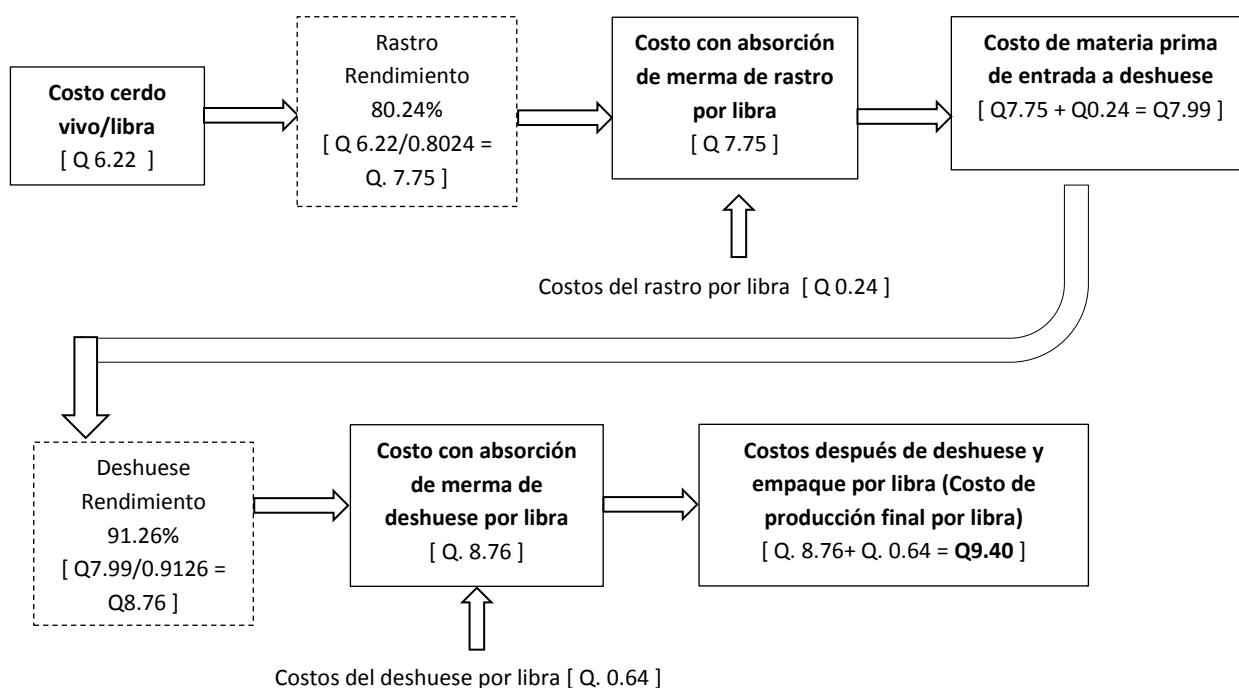 Costo cerdo
vivo/libra
[ Q 6.22 ]
Rastro
Rendimiento
80.24%
[ Q 6.22/0.8024 =
Q. 7.75 ]
Costo con absorción
de merma de rastro
por libra
[ Q 7.75 ]
Costo de materia prima
de entrada a deshuese
[ Q7.75 + Q0.24 = Q7.99 ]
Costos del rastro por libra [ Q 0.24 ]
Deshuese
Rendimiento
91.26%
[ Q7.99/0.9126 =
Q8.76 ]
Costo con absorción
de merma de
deshuese por libra
[ Q. 8.76 ]
Costos después de deshuese y
empaque por libra (Costo de
producción final por libra)
[ Q. 8.76+ Q. 0.64 = Q9.40 ]
Costos del deshuese por libra [ Q. 0.64 ]